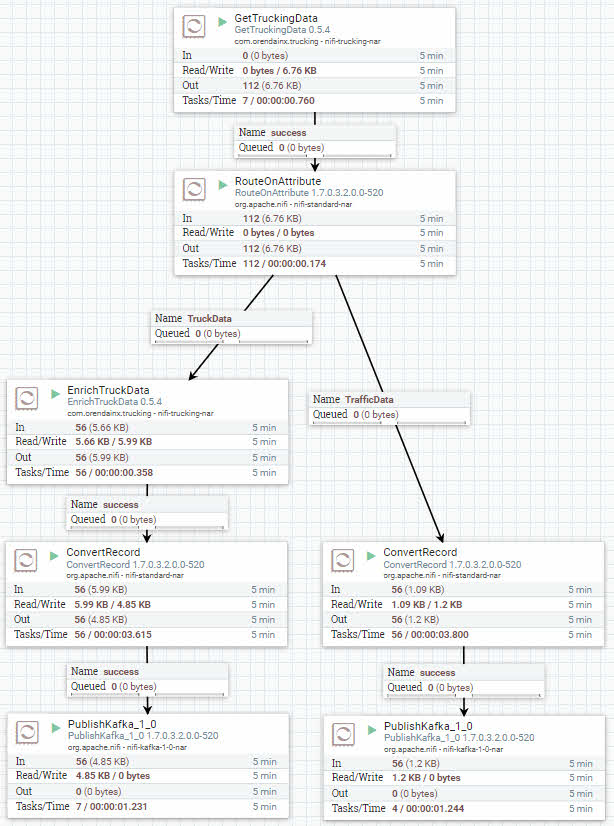 GetTruckingData
GetTruckingData 0.5.4
com.orendainx.trucking - nifi-trucking-nar
In 0 (0 bytes) 5 min
Read/Write 0 bytes / 6.76 KB 5 min
Out 112 (6.76 KB) 5 min
Tasks/Time 7 / 00:00:00.760 5 min
Name success
Queued 0 (0 bytes)
RouteOnAttribute
RouteOnAttribute 1.7.0.3.2.0.0-520
org.apache.nifi - nifi-standard-nar
In 112 (6.76 KB) 5 min
Read/Write 0 bytes / 0 bytes 5 min
Out 112 (6.76 KB) 5 min
Tasks/Time 112 / 00:00:00.174 5 min
Name TruckData
Queued 0 (0 bytes)
EnrichTruckData
EnrichTruckData 0.5.4
com.orendainx.trucking - nifi-trucking-nar
In 56 (5.66 KB) 5 min
Read/Write 5.66 KB / 5.99 KB 5 min
Out 56 (5.99 KB) 5 min
Tasks/Time 56 / 00:00:00.358 5 min
Name TrafficData
Queued 0 (0 bytes)
Name success
Queued 0 (0 bytes)
ConvertRecord
ConvertRecord 1.7.0.3.2.0.0-520
org.apache.nifi - nifi-standard-nar
In 56 (5.99 KB) 5 min
Read/Write 5.99 KB / 4.85 KB 5 min
Out 56 (4.85 KB) 5 min
Tasks/Time 56 / 00:00:03.615 5 min
ConvertRecord
ConvertRecord 1.7.0.3.2.0.0-520
org.apache.nifi - nifi-standard-nar
In 56 (1.09 KB) 5 min
Read/Write 1.09 KB / 1.2 KB 5 min
Out 56 (1.2 KB) 5 min
Tasks/Time 56 / 00:00:03.800 5 min
Name success
Queued 0 (0 bytes)
Name success
Queued 0 (0 bytes)
PublishKafka_1_0
PublishKafka_1_0 1.7.0.3.2.0.0-520
org.apache.nifi - nifi-kafka-1-0-nar
In 56 (4.85 KB) 5 min
Read/Write 4.85 KB / 0 bytes 5 min
Out 0 (0 bytes) 5 min
Tasks/Time 7 / 00:00:01.231 5 min
PublishKafka_1_0
PublishKafka_1_0 1.7.0.3.2.0.0-520
org.apache.nifi - nifi-kafka-1-0-nar
In 56 (1.2 KB) 5 min
Read/Write 1.2 KB / 0 bytes 5 min
Out 0 (0 bytes) 5 min
Tasks/Time 4 / 00:00:01.244 5 min